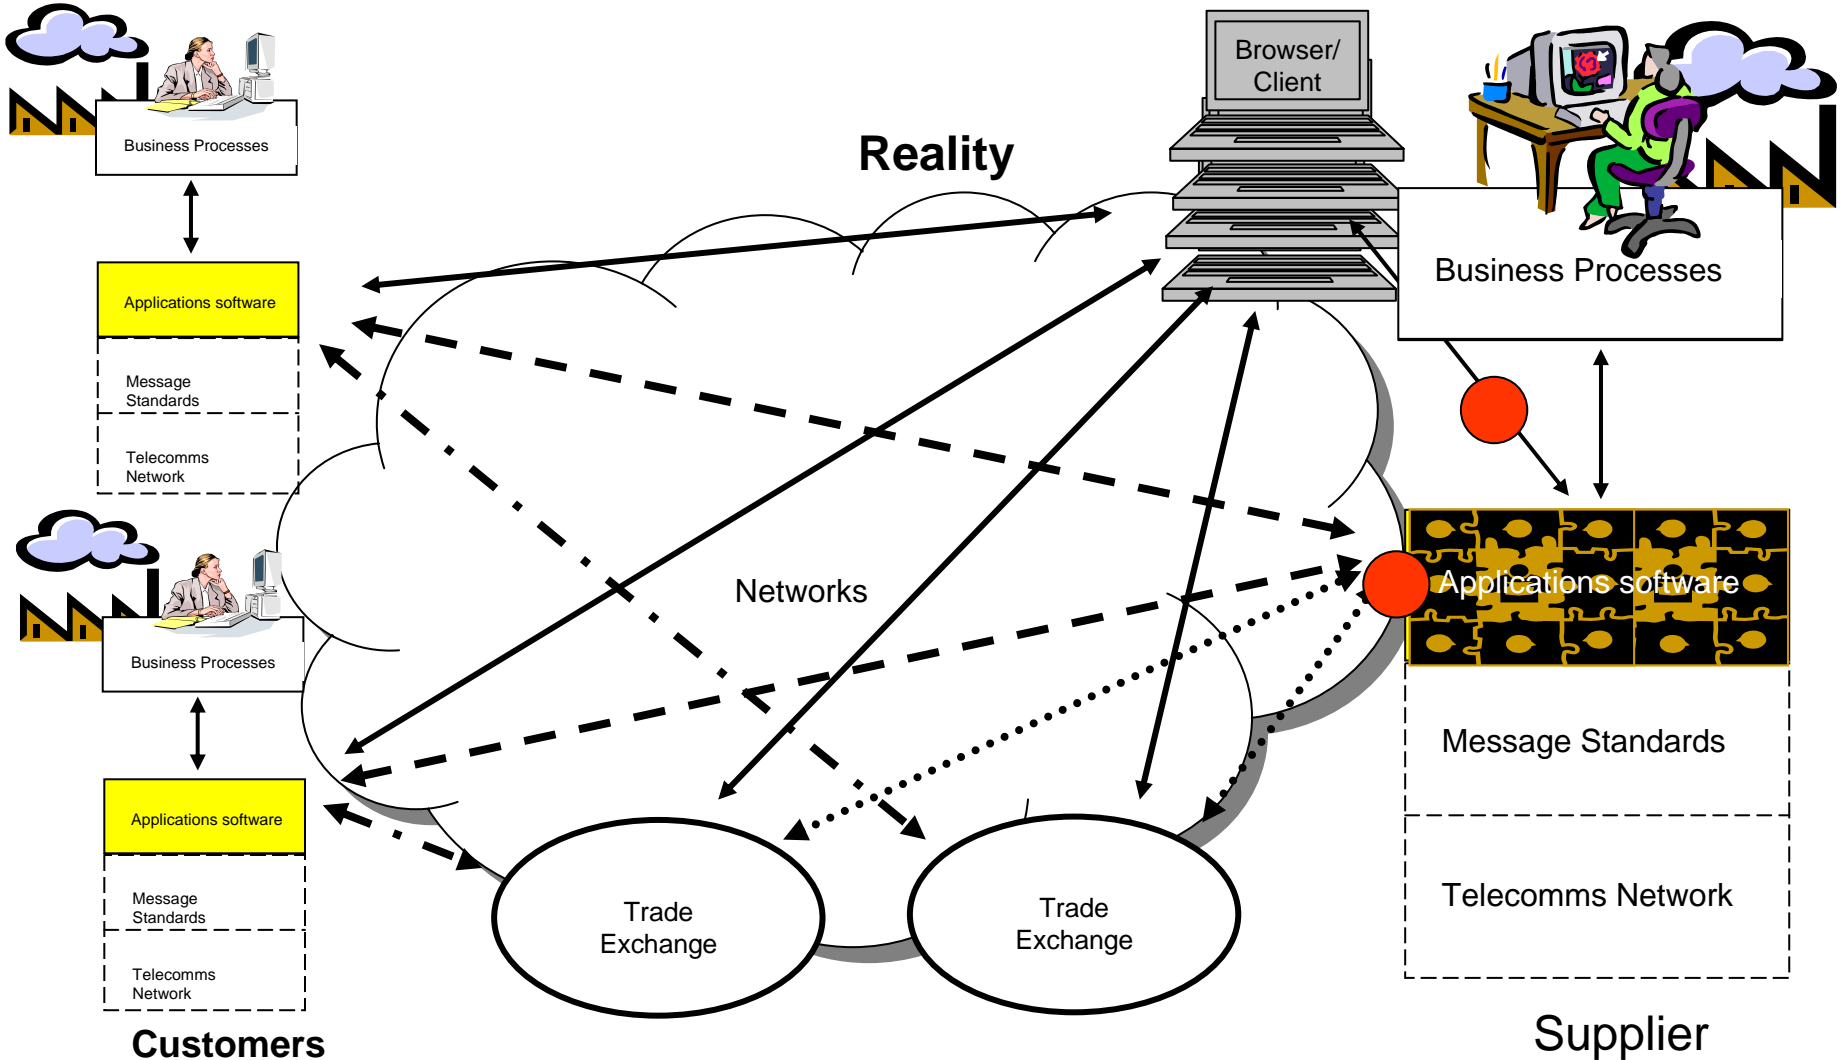 Reality
Browser/
Client
Business Processes
Applications software
Message
Standards
Telecomms
Network
Business Processes
Applications software
Message
Standards
Telecomms
Network
Customers
Networks
Trade
Exchange
Trade
Exchange
Business Processes
Applications software
Message Standards
Telecomms Network
Supplier